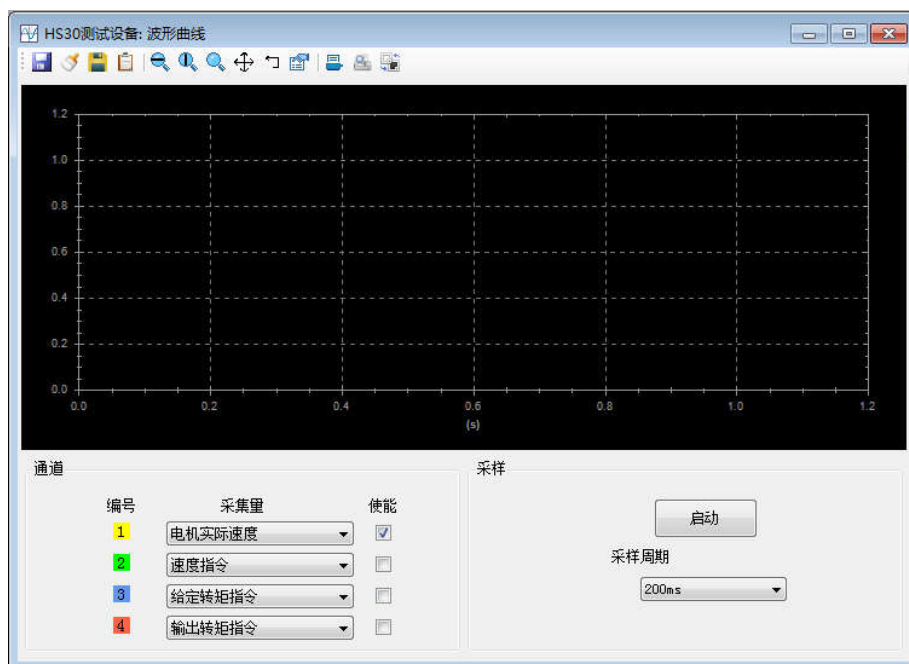 HS30测试设备: 波形曲线
1.2
1.0
0.8
0.6
0.4
0.2
0.0
0.0 0.2 0.4 0.6 0.8 1.0 1.2
(s)
通道
编号 采集量 使能
1 电机实际速度
2 速度指令
3 给定转矩指令
4 输出转矩指令
采样
启动
采样周期
200ms